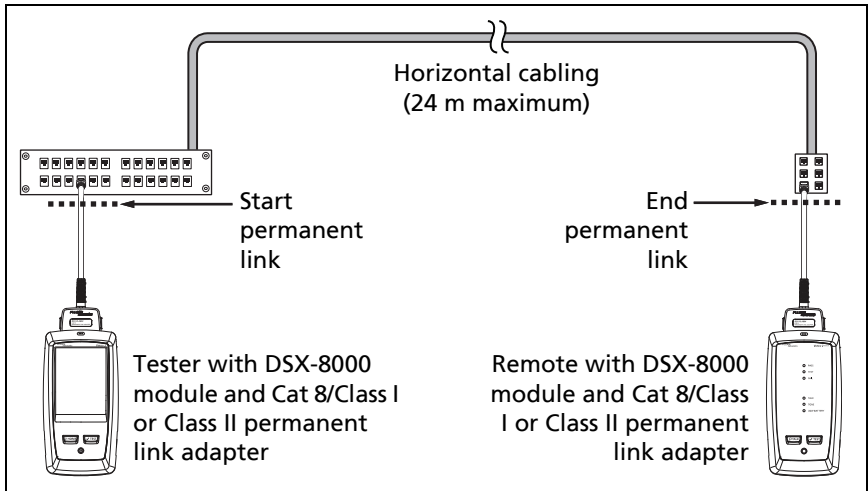 Horizontal cabling
(24 m maximum)
Start
permanent
link
End
permanent
link
Tester with DSX-8000
module and Cat 8/Class I
or Class II permanent
link adapter
Remote with DSX-8000
module and Cat 8/Class
I or Class II permanent
link adapter